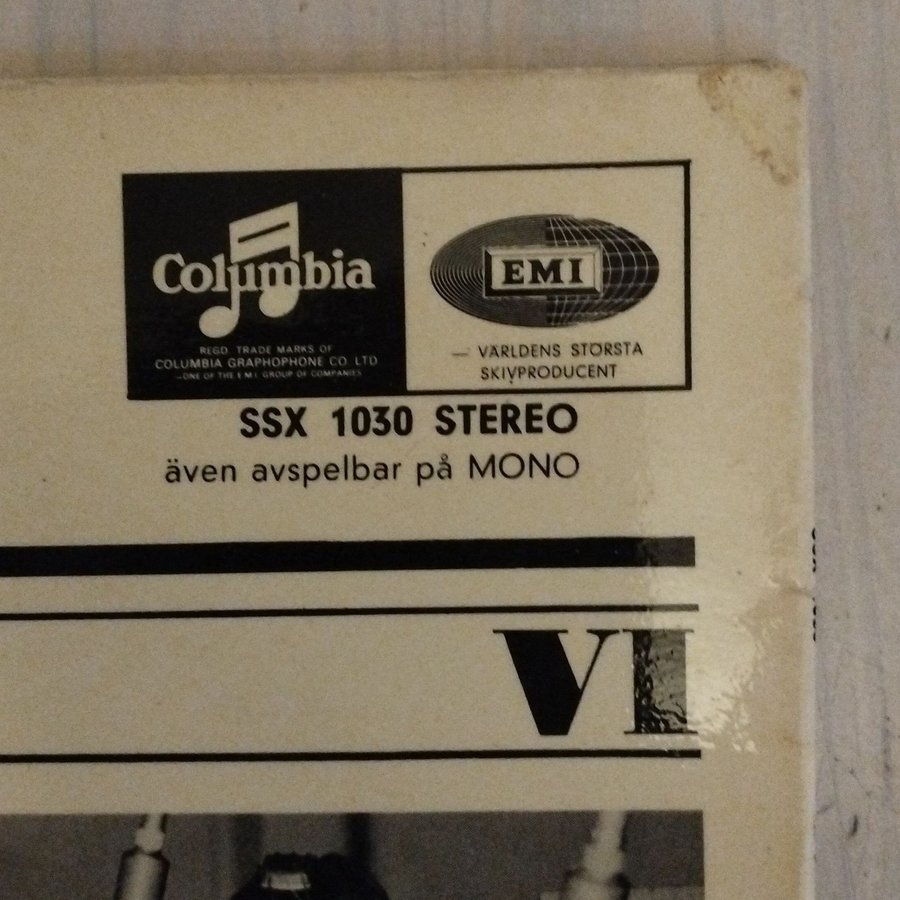 Columbia
REGD. TRADE MARKS OF
COLUMBIA GRAPHOPHONE CO. LTD
—ONE OF THE E.M.I. GROUP OF COMPANIES
EMI
— VÄRLDENS STÖRSTA
SKIVPRODUCENT
SSX 1030 STEREO
även avspelbar på MONO
VI